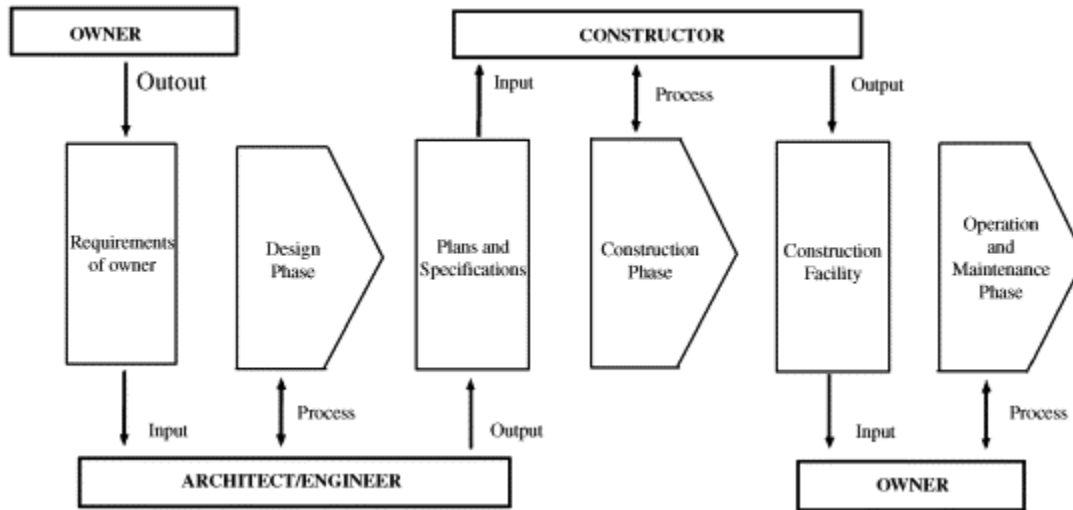 OWNER
CONSTRUCTOR
Outout
Input
Process
Output
Requirements
of owner
Design
Phase
Plans and
Specifications
Construction
Phase
Construction
Facility
Operation
and
Maintenance
Phase
Input
Process
Output
Input
Process
ARCHITECT/ENGINEER
OWNER